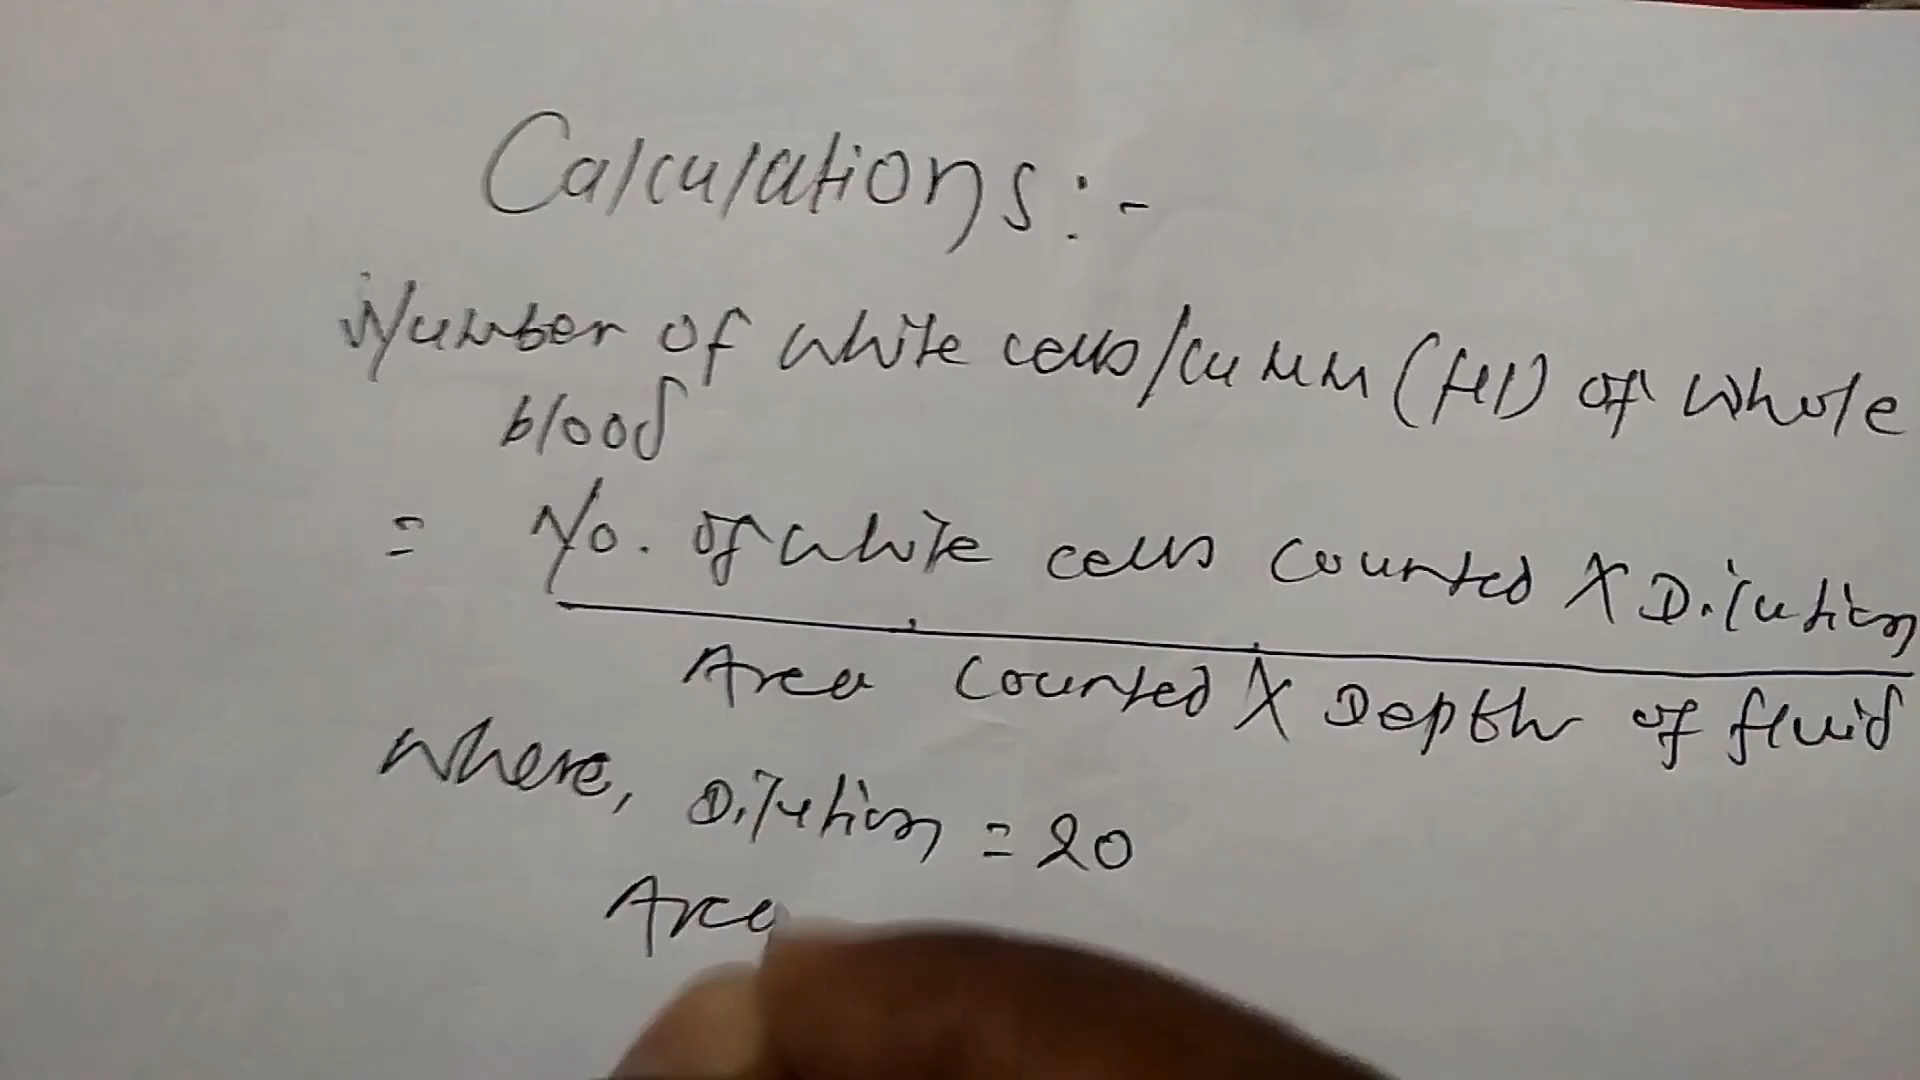 Calculations:-
Number of white cells/cu mm (μl) of whole
blood
= No. of white cells counted X Dilution
Area counted X Depth of fluid
Where, Dilution = 20
Area